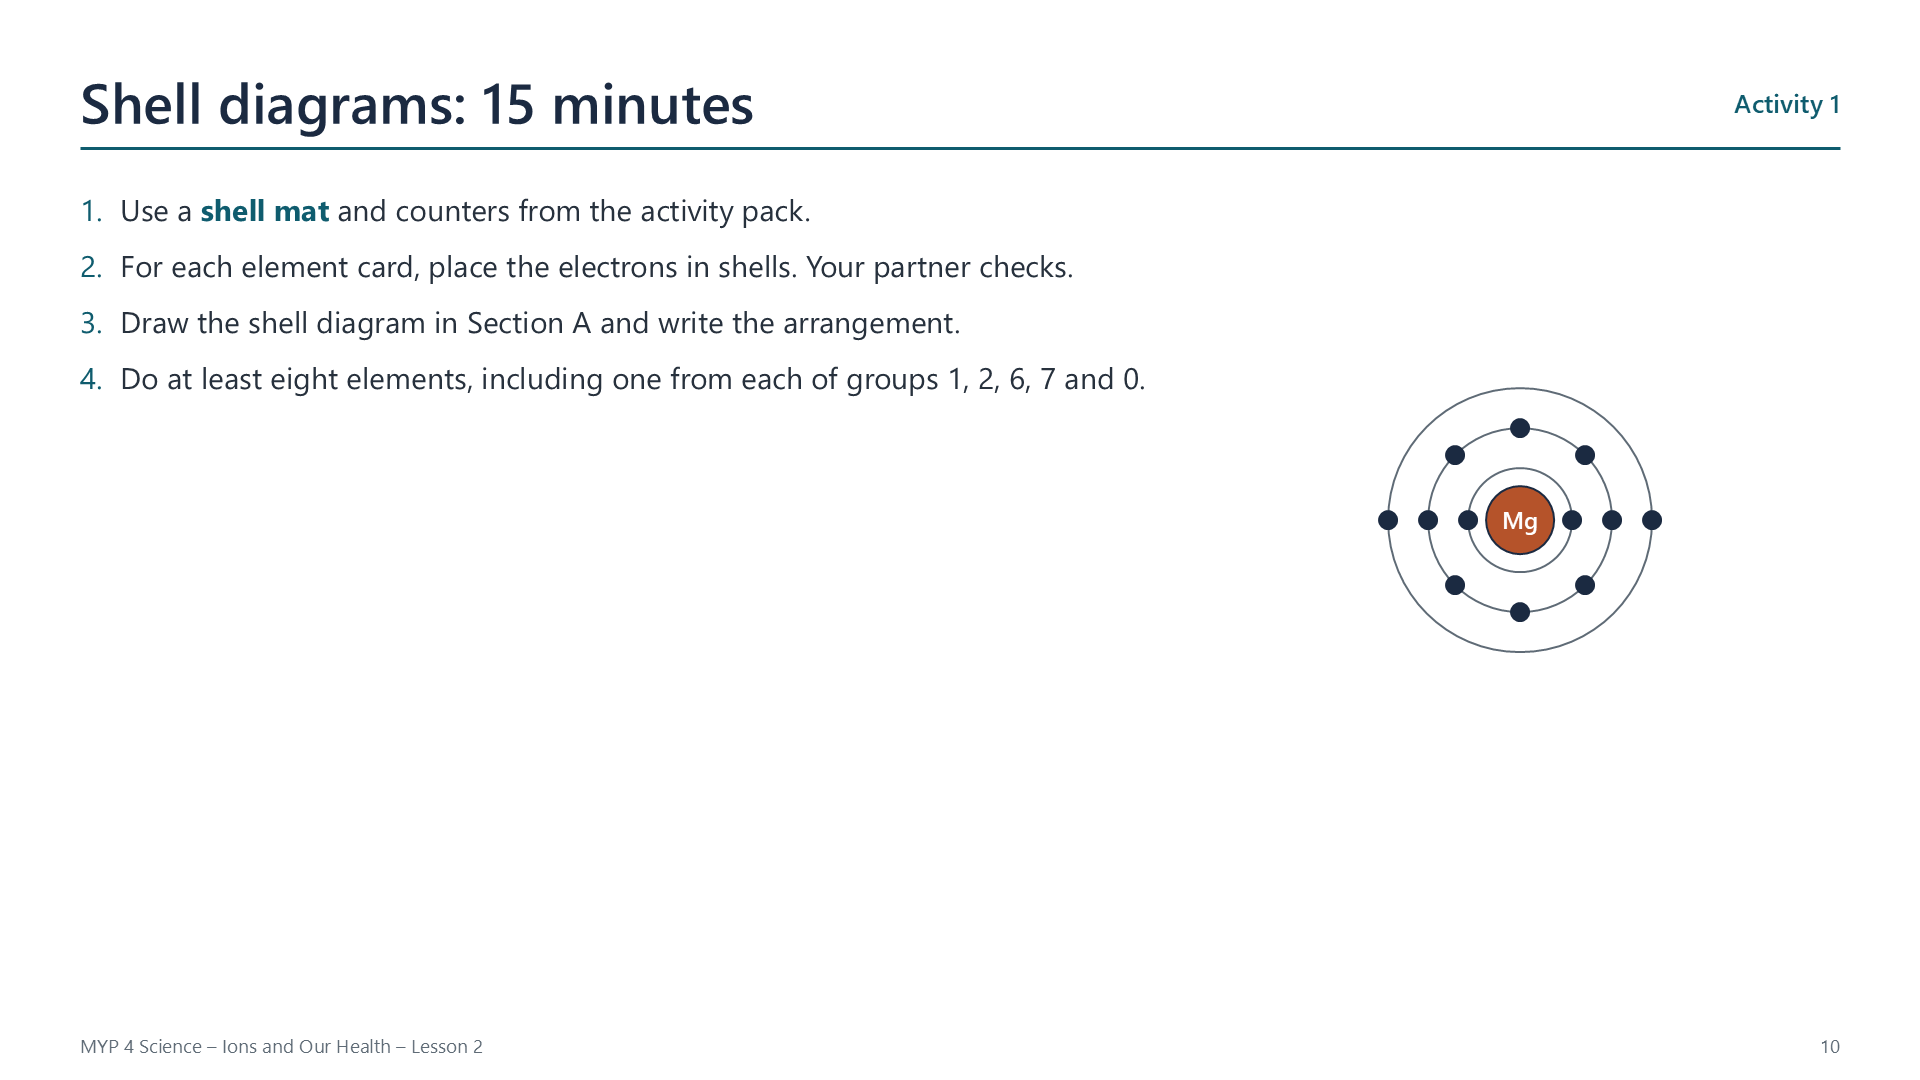 Shell diagrams: 15 minutes
Activity 1
1. Use a shell mat and counters from the activity pack.
2. For each element card, place the electrons in shells. Your partner checks.
3. Draw the shell diagram in Section A and write the arrangement.
4. Do at least eight elements, including one from each of groups 1, 2, 6, 7 and 0.
Mg
MYP 4 Science – Ions and Our Health – Lesson 2
10